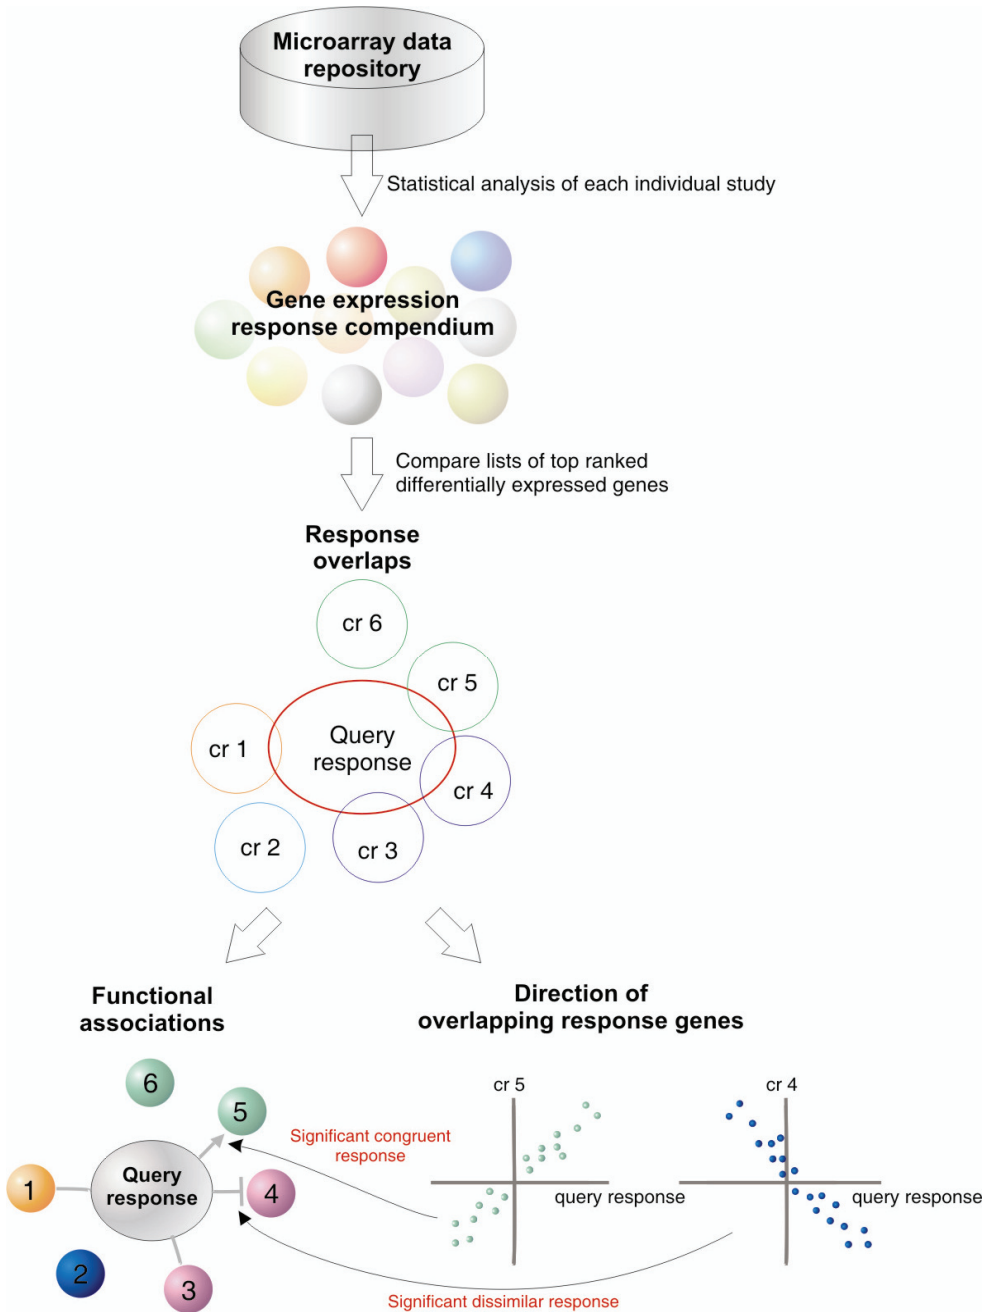 Microarray data
repository
Statistical analysis of each individual study
Gene expression
response compendium
Compare lists of top ranked
differentially expressed genes
Response
overlaps
cr 6
cr 5
cr 1
Query
response
cr 4
cr 2
cr 3
Functional
associations
Direction of
overlapping response genes
6
5
Query
response
1
4
2
3
Significant congruent
response
cr 5
query response
cr 4
query response
Significant dissimilar response